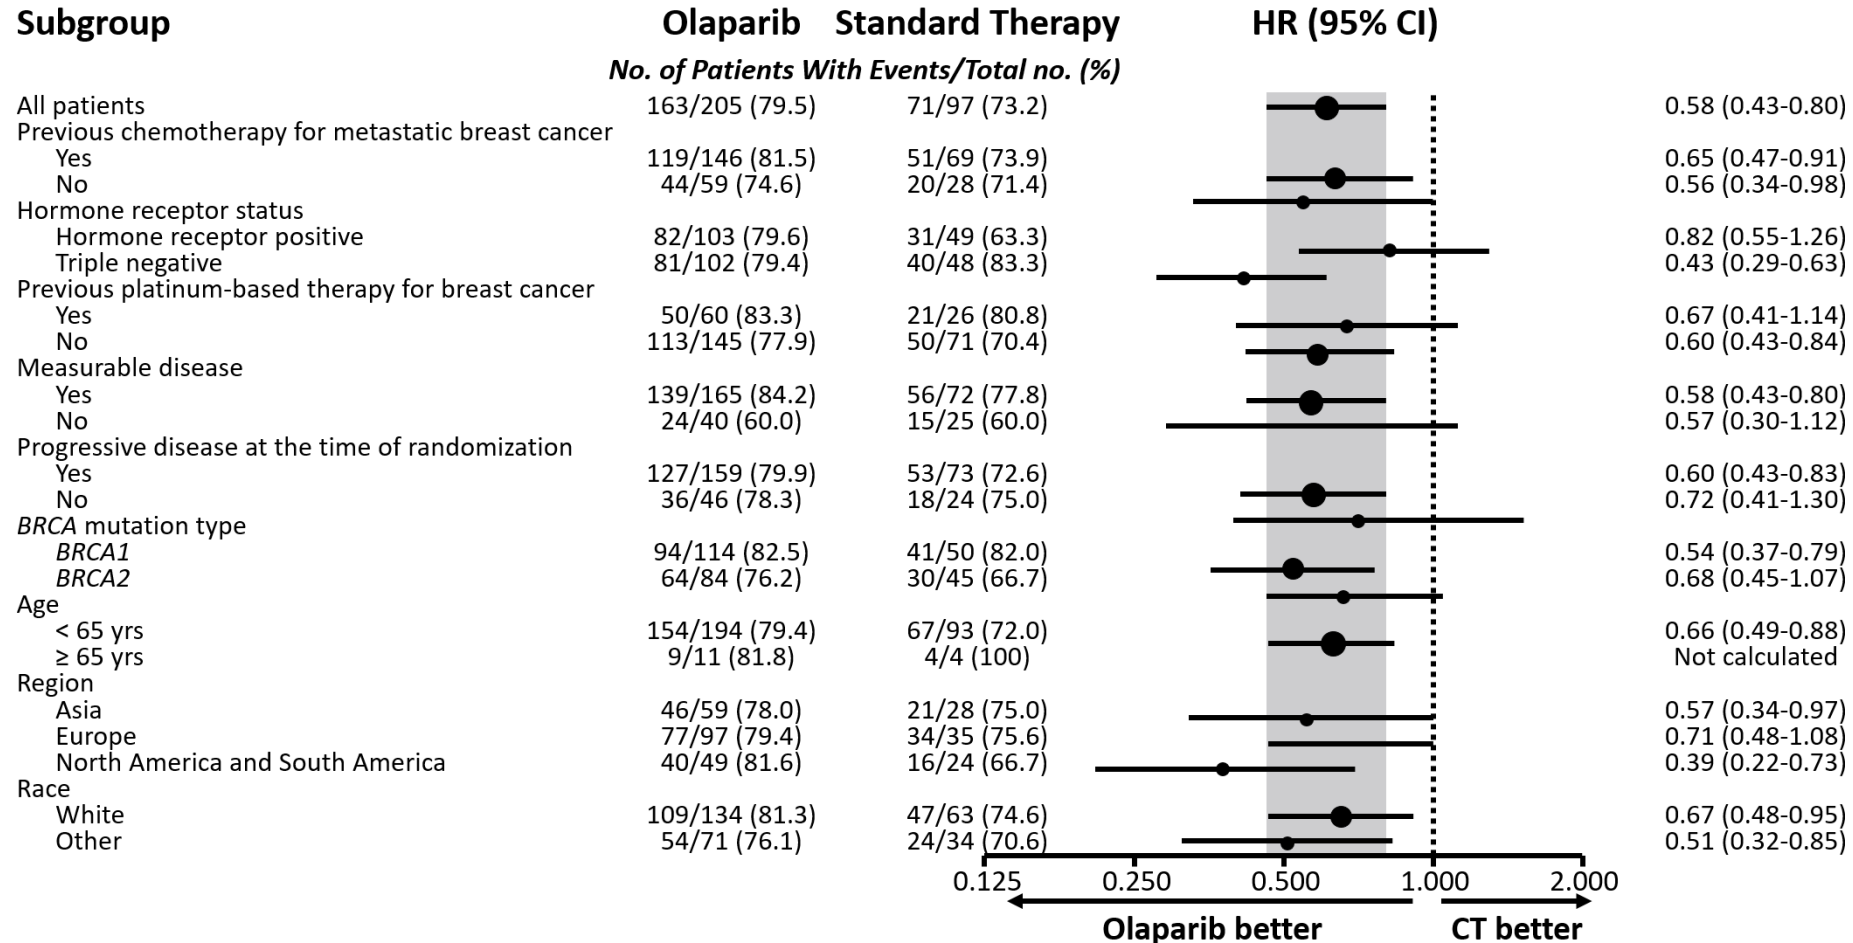 Subgroup Olaparib Standard Therapy HR (95% CI)
No. of Patients With Events/Total no. (%)
All patients 163/205 (79.5) 71/97 (73.2) 0.58 (0.43-0.80)
Previous chemotherapy for metastatic breast cancer
Yes 119/146 (81.5) 51/69 (73.9) 0.65 (0.47-0.91)
No 44/59 (74.6) 20/28 (71.4) 0.56 (0.34-0.98)
Hormone receptor status
Hormone receptor positive 82/103 (79.6) 31/49 (63.3) 0.82 (0.55-1.26)
Triple negative 81/102 (79.4) 40/48 (83.3) 0.43 (0.29-0.63)
Previous platinum-based therapy for breast cancer
Yes 50/60 (83.3) 21/26 (80.8) 0.67 (0.41-1.14)
No 113/145 (77.9) 50/71 (70.4) 0.60 (0.43-0.84)
Measurable disease
Yes 139/165 (84.2) 56/72 (77.8) 0.58 (0.43-0.80)
No 24/40 (60.0) 15/25 (60.0) 0.57 (0.30-1.12)
Progressive disease at the time of randomization
Yes 127/159 (79.9) 53/73 (72.6) 0.60 (0.43-0.83)
No 36/46 (78.3) 18/24 (75.0) 0.72 (0.41-1.30)
BRCA mutation type
BRCA1 94/114 (82.5) 41/50 (82.0) 0.54 (0.37-0.79)
BRCA2 64/84 (76.2) 30/45 (66.7) 0.68 (0.45-1.07)
Age
< 65 yrs 154/194 (79.4) 67/93 (72.0) 0.66 (0.49-0.88)
≥ 65 yrs 9/11 (81.8) 4/4 (100) Not calculated
Region
Asia 46/59 (78.0) 21/28 (75.0) 0.57 (0.34-0.97)
Europe 77/97 (79.4) 34/35 (75.6) 0.71 (0.48-1.08)
North America and South America 40/49 (81.6) 16/24 (66.7) 0.39 (0.22-0.73)
Race
White 109/134 (81.3) 47/63 (74.6) 0.67 (0.48-0.95)
Other 54/71 (76.1) 24/34 (70.6) 0.51 (0.32-0.85)
0.125 0.250 0.500 1.000 2.000
Olaparib better CT better